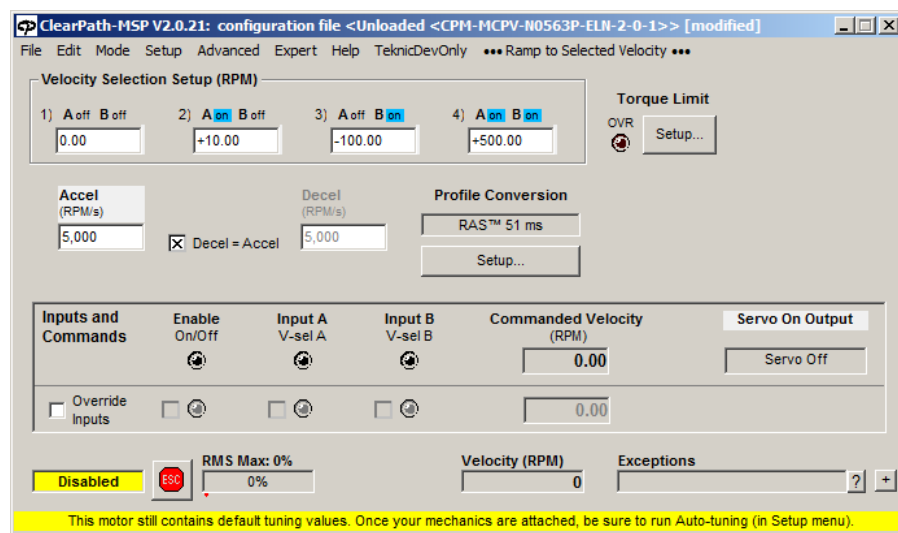 ClearPath-MSP V2.0.21: configuration file <Unloaded <CPM-MCPV-N0563P-ELN-2-0-1>> [modified]
File Edit Mode Setup Advanced Expert Help TeknicDevOnly ••• Ramp to Selected Velocity •••
Velocity Selection Setup (RPM)
1) A off B off 2) A on B off 3) A off B on 4) A on B on
0.00 +10.00 -100.00 +500.00
Torque Limit
OVR
Setup...
Accel
(RPM/s)
5,000
Decel = Accel
Decel
(RPM/s)
5,000
Profile Conversion
RAS™ 51 ms
Setup...
Inputs and
Commands
Enable
On/Off
Input A
V-sel A
Input B
V-sel B
Commanded Velocity
(RPM)
0.00
Servo On Output
Servo Off
Override
Inputs
0.00
Disabled
ESC
RMS Max: 0%
0%
Velocity (RPM)
0
Exceptions
? +
This motor still contains default tuning values. Once your mechanics are attached, be sure to run Auto-tuning (in Setup menu).